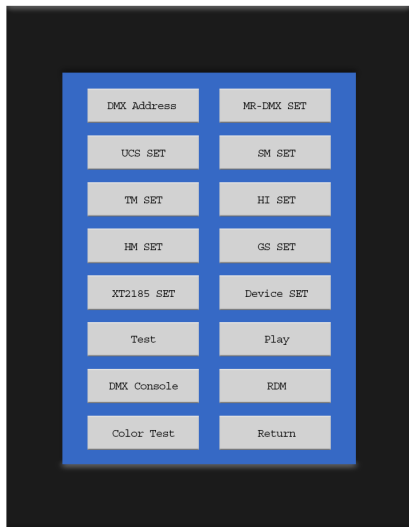 DMX Address
MR-DMX SET
UCS SET
SM SET
TM SET
HI SET
HM SET
GS SET
XT2185 SET
Device SET
Test
Play
DMX Console
RDM
Color Test
Return